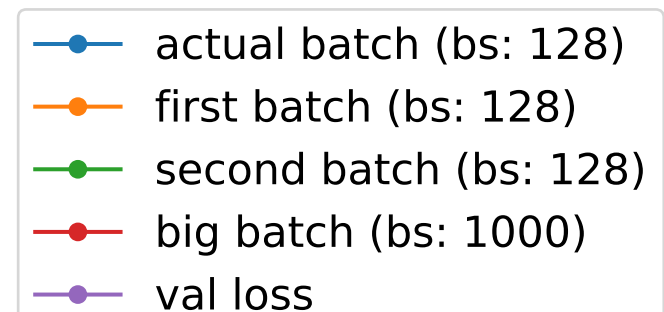 actual batch (bs: 128)
first batch (bs: 128)
second batch (bs: 128)
big batch (bs: 1000)
val loss